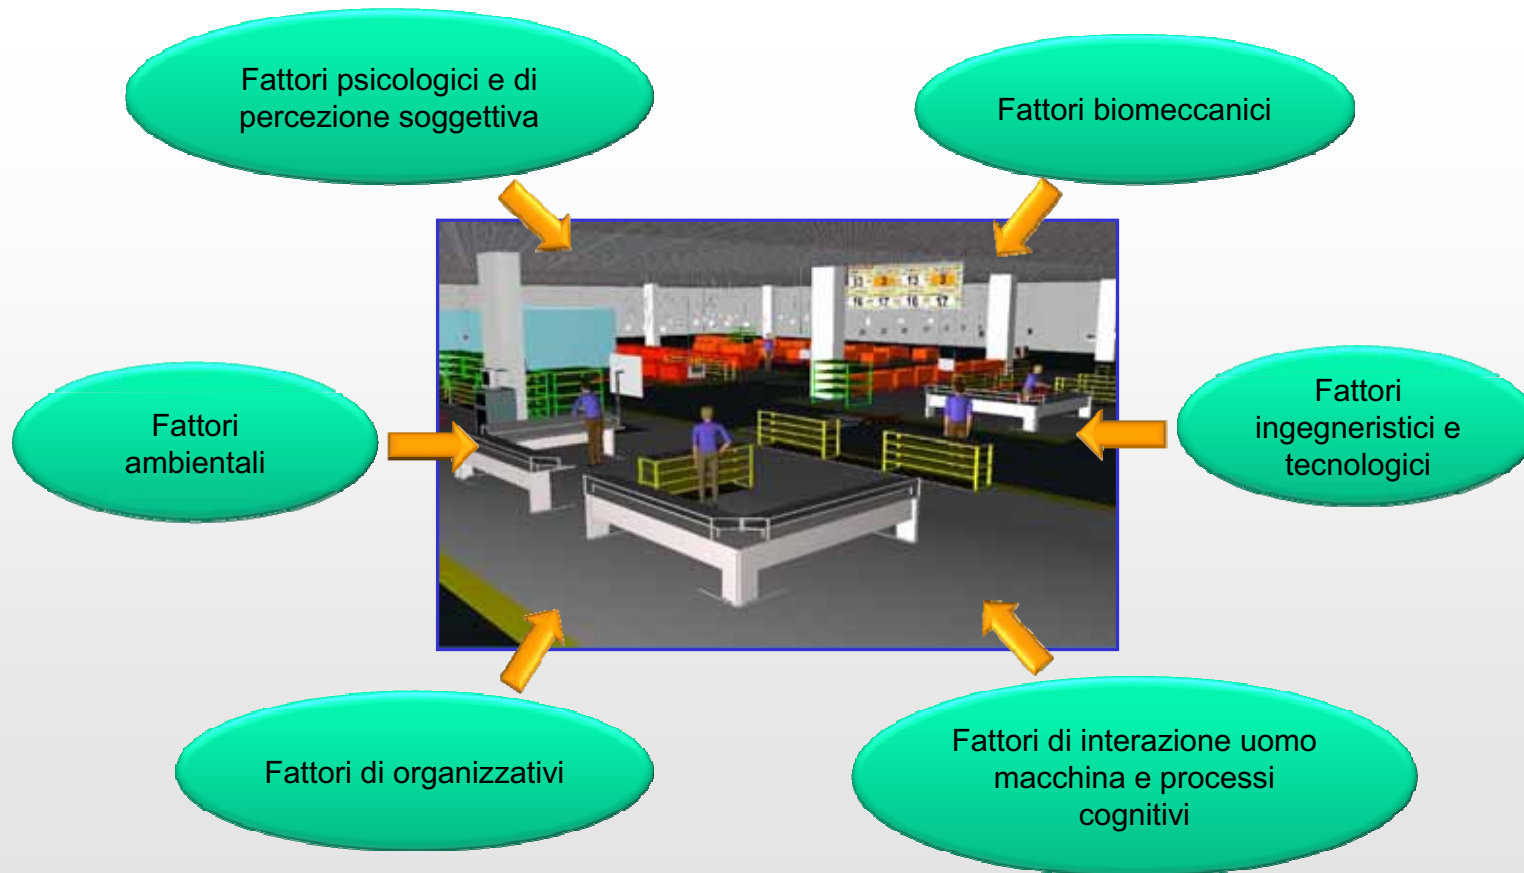 Fattori psicologici e di
percezione soggettiva
Fattori biomeccanici
Fattori
ambientali
Fattori
ingegneristici e
tecnologici
Fattori di organizzativi
Fattori di interazione uomo
macchina e processi
cognitivi